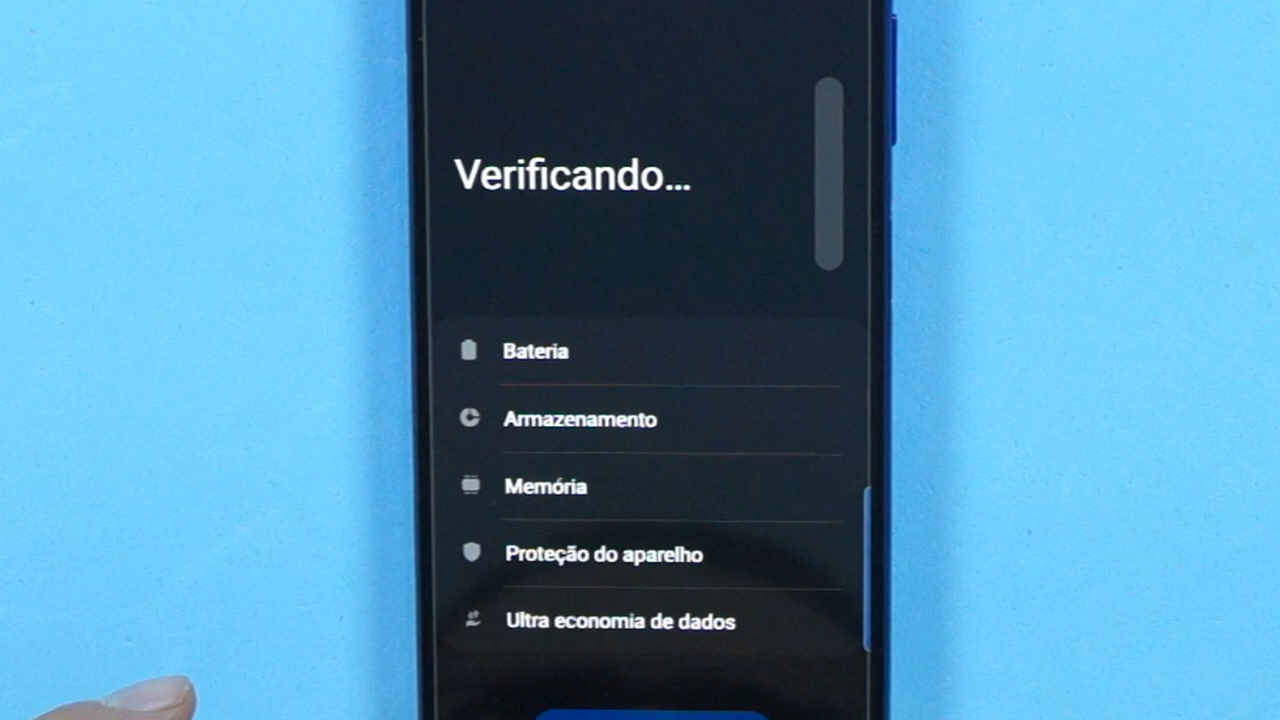 Verificando...
Bateria
Armazenamento
Memória
Proteção do aparelho
Ultra economia de dados